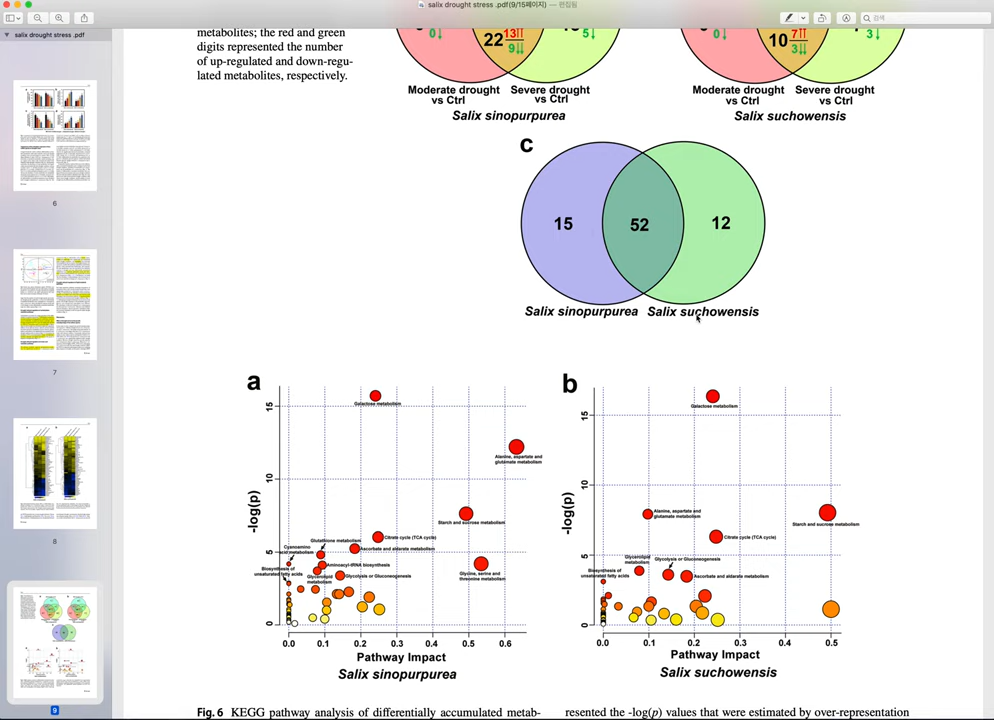 salix drought stress .pdf(9/15페이지) — 편집됨
검색
salix drought stress .pdf
6
7
8
9
metabolites; the red and green
digits represented the number
of up-regulated and down-regu-
lated metabolites, respectively.
0↓
22
13⇈
9⇊
5↓
Moderate drought
vs Ctrl
Severe drought
vs Ctrl
Salix sinopurpurea
0↓
10
7⇈
3⇊
3↓
Moderate drought
vs Ctrl
Severe drought
vs Ctrl
Salix suchowensis
c
15
52
12
Salix sinopurpurea
Salix suchowensis
a
-log(p)
15
10
5
0
Galactose metabolism
Alanine, aspartate and
glutamate metabolism
Starch and sucrose metabolism
Citrate cycle (TCA cycle)
Glutathione metabolism
Ascorbate and aldarate metabolism
Cyanoamino
acid metabolism
Aminoacyl-tRNA biosynthesis
Glycine, serine and
threonine metabolism
Biosynthesis of
unsaturated fatty acids
Glycerolipid
metabolism
Glycolysis or Gluconeogenesis
0.0 0.1 0.2 0.3 0.4 0.5 0.6
Pathway Impact
Salix sinopurpurea
b
-log(p)
15
10
5
0
Galactose metabolism
Alanine, aspartate and
glutamate metabolism
Starch and sucrose metabolism
Citrate cycle (TCA cycle)
Glycerolipid
metabolism
Glycolysis or Gluconeogenesis
Biosynthesis of
unsaturated fatty acids
Ascorbate and aldarate metabolism
0.0 0.1 0.2 0.3 0.4 0.5
Pathway Impact
Salix suchowensis
Fig. 6 KEGG pathway analysis of differentially accumulated metab-
resented the -log(p) values that were estimated by over-representation